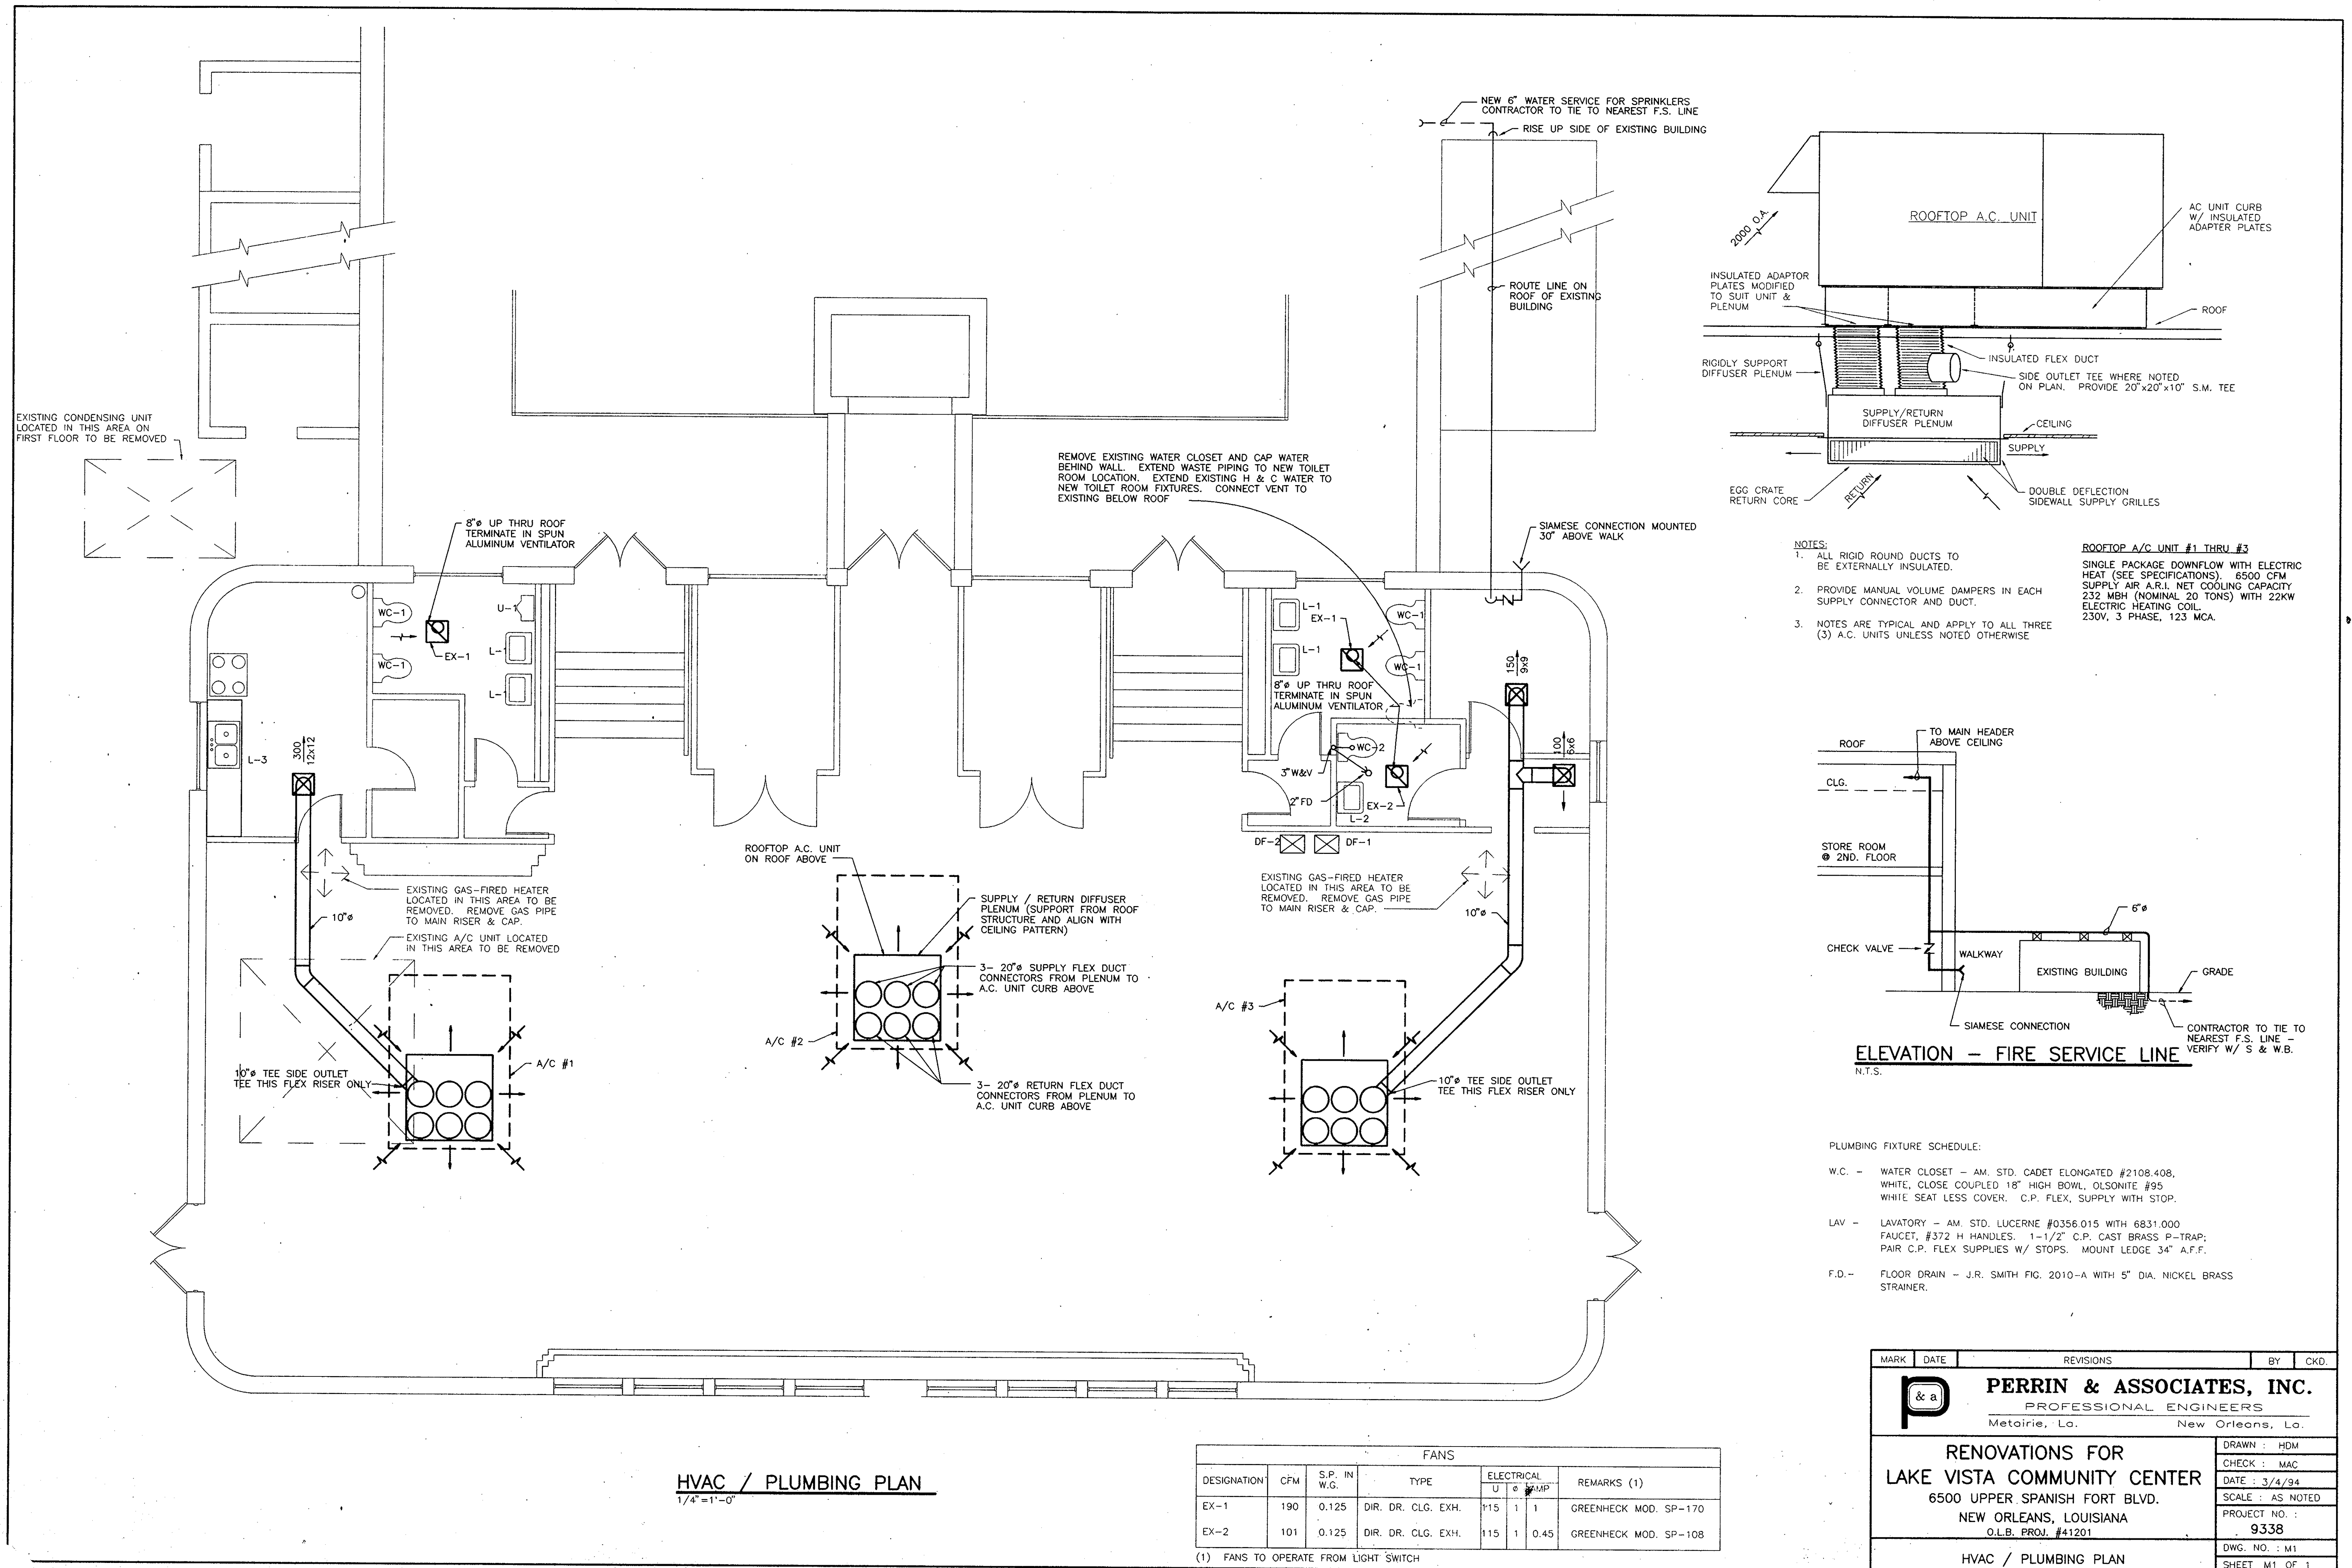 NEW 6" WATER SERVICE FOR SPRINKLERS
CONTRACTOR TO TIE TO NEAREST F.S. LINE
RISE UP SIDE OF EXISTING BUILDING
ROUTE LINE ON
ROOF OF EXISTING
BUILDING
EXISTING CONDENSING UNIT
LOCATED IN THIS AREA ON
FIRST FLOOR TO BE REMOVED
REMOVE EXISTING WATER CLOSET AND CAP WATER
BEHIND WALL. EXTEND WASTE PIPING TO NEW TOILET
ROOM LOCATION. EXTEND EXISTING H & C WATER TO
NEW TOILET ROOM FIXTURES. CONNECT VENT TO
EXISTING BELOW ROOF
8"ø UP THRU ROOF
TERMINATE IN SPUN
ALUMINUM VENTILATOR
SIAMESE CONNECTION MOUNTED
30" ABOVE WALK
WC-1
WC-1
U-1
L-1
L-1
EX-1
L-3
300
12x12
L-1
EX-1
L-1
WC-1
WC-1
8"ø UP THRU ROOF
TERMINATE IN SPUN
ALUMINUM VENTILATOR
WC-2
3"W&V
2"FD
EX-2
L-2
150
9x9
100
6x6
DF-2
DF-1
ROOFTOP A.C. UNIT
ON ROOF ABOVE
EXISTING GAS-FIRED HEATER
LOCATED IN THIS AREA TO BE
REMOVED. REMOVE GAS PIPE
TO MAIN RISER & CAP.
10"ø
EXISTING A/C UNIT LOCATED
IN THIS AREA TO BE REMOVED
SUPPLY / RETURN DIFFUSER
PLENUM (SUPPORT FROM ROOF
STRUCTURE AND ALIGN WITH
CEILING PATTERN)
3- 20"ø SUPPLY FLEX DUCT
CONNECTORS FROM PLENUM TO
A.C. UNIT CURB ABOVE
3- 20"ø RETURN FLEX DUCT
CONNECTORS FROM PLENUM TO
A.C. UNIT CURB ABOVE
EXISTING GAS-FIRED HEATER
LOCATED IN THIS AREA TO BE
REMOVED. REMOVE GAS PIPE
TO MAIN RISER & CAP.
10"ø
A/C #3
A/C #2
A/C #1
10"ø TEE SIDE OUTLET
TEE THIS FLEX RISER ONLY
10"ø TEE SIDE OUTLET
TEE THIS FLEX RISER ONLY
HVAC / PLUMBING PLAN
1/4"=1'-0"
ROOFTOP A.C. UNIT
2000 O.A.
AC UNIT CURB
W/ INSULATED
ADAPTER PLATES
INSULATED ADAPTOR
PLATES MODIFIED
TO SUIT UNIT &
PLENUM
ROOF
RIGIDLY SUPPORT
DIFFUSER PLENUM
INSULATED FLEX DUCT
SIDE OUTLET TEE WHERE NOTED
ON PLAN. PROVIDE 20"x20"x10" S.M. TEE
SUPPLY/RETURN
DIFFUSER PLENUM
CEILING
SUPPLY
EGG CRATE
RETURN CORE
RETURN
DOUBLE DEFLECTION
SIDEWALL SUPPLY GRILLES
NOTES:
1. ALL RIGID ROUND DUCTS TO
BE EXTERNALLY INSULATED.
2. PROVIDE MANUAL VOLUME DAMPERS IN EACH
SUPPLY CONNECTOR AND DUCT.
3. NOTES ARE TYPICAL AND APPLY TO ALL THREE
(3) A.C. UNITS UNLESS NOTED OTHERWISE
ROOFTOP A/C UNIT #1 THRU #3
SINGLE PACKAGE DOWNFLOW WITH ELECTRIC
HEAT (SEE SPECIFICATIONS). 6500 CFM
SUPPLY AIR A.R.I. NET COOLING CAPACITY
232 MBH (NOMINAL 20 TONS) WITH 22KW
ELECTRIC HEATING COIL.
230V, 3 PHASE, 123 MCA.
ROOF
TO MAIN HEADER
ABOVE CEILING
CLG.
STORE ROOM
@ 2ND. FLOOR
6"ø
CHECK VALVE
WALKWAY
EXISTING BUILDING
GRADE
SIAMESE CONNECTION
CONTRACTOR TO TIE TO
NEAREST F.S. LINE -
VERIFY W/ S & W.B.
ELEVATION - FIRE SERVICE LINE
N.T.S.
PLUMBING FIXTURE SCHEDULE:
W.C. - WATER CLOSET - AM. STD. CADET ELONGATED #2108.408,
WHITE, CLOSE COUPLED 18" HIGH BOWL, OLSONITE #95
WHITE SEAT LESS COVER. C.P. FLEX, SUPPLY WITH STOP.
LAV - LAVATORY - AM. STD. LUCERNE #0356.015 WITH 6831.000
FAUCET, #372 H HANDLES. 1-1/2" C.P. CAST BRASS P-TRAP;
PAIR C.P. FLEX SUPPLIES W/ STOPS. MOUNT LEDGE 34" A.F.F.
F.D.- FLOOR DRAIN - J.R. SMITH FIG. 2010-A WITH 5" DIA. NICKEL BRASS
STRAINER.
FANS
DESIGNATION CFM S.P. IN W.G. TYPE ELECTRICAL U ø AMP REMARKS (1)
EX-1 190 0.125 DIR. DR. CLG. EXH. 115 1 1 GREENHECK MOD. SP-170
EX-2 101 0.125 DIR. DR. CLG. EXH. 115 1 0.45 GREENHECK MOD. SP-108
(1) FANS TO OPERATE FROM LIGHT SWITCH
MARK DATE REVISIONS BY CKD.
p & a
PERRIN & ASSOCIATES, INC.
PROFESSIONAL ENGINEERS
Metairie, La. New Orleans, La.
RENOVATIONS FOR
LAKE VISTA COMMUNITY CENTER
6500 UPPER SPANISH FORT BLVD.
NEW ORLEANS, LOUISIANA
O.L.B. PROJ. #41201
HVAC / PLUMBING PLAN
DRAWN : HDM
CHECK : MAC
DATE : 3/4/94
SCALE : AS NOTED
PROJECT NO. :
9338
DWG. NO. : M1
SHEET M1 OF 1